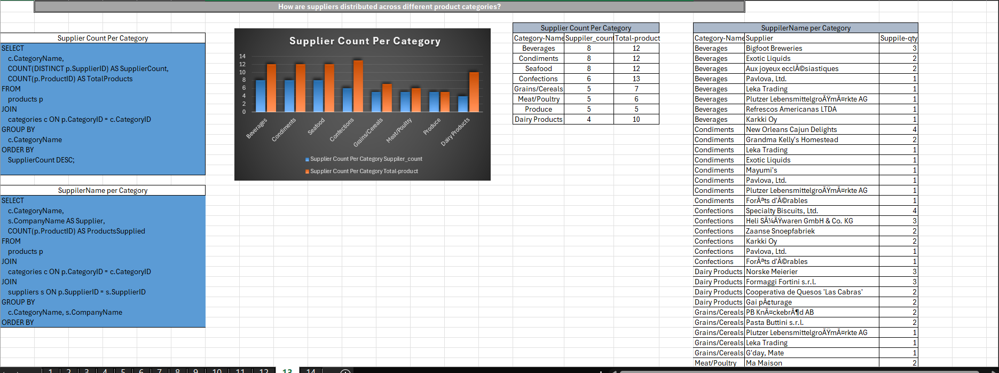 How are suppliers distributed across different product categories?
Supplier Count Per Category
SELECT
c.CategoryName,
COUNT(DISTINCT p.SupplierID) AS SupplierCount,
COUNT(p.ProductID) AS TotalProducts
FROM
products p
JOIN
categories c ON p.CategoryID = c.CategoryID
GROUP BY
c.CategoryName
ORDER BY
SupplierCount DESC;
SuppilerName per Category
SELECT
c.CategoryName,
s.CompanyName AS Supplier,
COUNT(p.ProductID) AS ProductsSupplied
FROM
products p
JOIN
categories c ON p.CategoryID = c.CategoryID
JOIN
suppliers s ON p.SupplierID = s.SupplierID
GROUP BY
c.CategoryName, s.CompanyName
ORDER BY
Supplier Count Per Category
14
12
10
8
6
4
2
0
Beverages
Condiments
Seafood
Confections
Grains/Cereals
Meat/Poultry
Produce
Dairy Products
Supplier Count Per Category Suppiler_count
Supplier Count Per Category Total-product
Supplier Count Per Category
Category-Name Suppiler_count Total-product
Beverages 8 12
Condiments 8 12
Seafood 8 12
Confections 6 13
Grains/Cereals 5 7
Meat/Poultry 5 6
Produce 5 5
Dairy Products 4 10
SuppilerName per Category
Category-Name Supplier Suppile-qty
Beverages Bigfoot Breweries 3
Beverages Exotic Liquids 2
Beverages Aux joyeux ecclÃ©siastiques 2
Beverages Pavlova, Ltd. 1
Beverages Leka Trading 1
Beverages Plutzer LebensmittelgroÃŸmÃ¤rkte AG 1
Beverages Refrescos Americanas LTDA 1
Beverages Karkki Oy 1
Condiments New Orleans Cajun Delights 4
Condiments Grandma Kelly's Homestead 2
Condiments Leka Trading 1
Condiments Exotic Liquids 1
Condiments Mayumi's 1
Condiments Pavlova, Ltd. 1
Condiments Plutzer LebensmittelgroÃŸmÃ¤rkte AG 1
Condiments ForÃªts d'Ã©rables 1
Confections Specialty Biscuits, Ltd. 4
Confections Heli SÃ¼ÃŸwaren GmbH & Co. KG 3
Confections Zaanse Snoepfabriek 2
Confections Karkki Oy 2
Confections Pavlova, Ltd. 1
Confections ForÃªts d'Ã©rables 1
Dairy Products Norske Meierier 3
Dairy Products Formaggi Fortini s.r.l. 3
Dairy Products Cooperativa de Quesos 'Las Cabras' 2
Dairy Products Gai pÃ¢turage 2
Grains/Cereals PB KnÃ¤ckebrÃ¶d AB 2
Grains/Cereals Pasta Buttini s.r.l. 2
Grains/Cereals Plutzer LebensmittelgroÃŸmÃ¤rkte AG 1
Grains/Cereals Leka Trading 1
Grains/Cereals G'day, Mate 1
Meat/Poultry Ma Maison 2
1 2 3 4 5 6 7 8 9 10 11 12 13 14